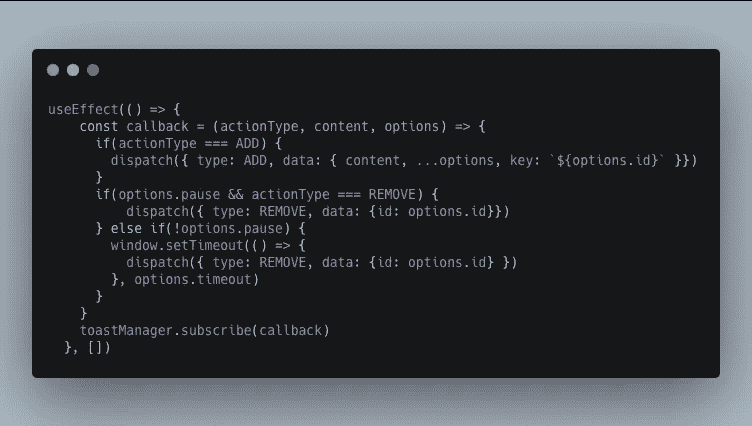 useEffect(() => {
    const callback = (actionType, content, options) => {
      if(actionType === ADD) {
        dispatch({ type: ADD, data: { content, ...options, key: `${options.id}` }})
      }
      if(options.pause && actionType === REMOVE) {
          dispatch({ type: REMOVE, data: {id: options.id}})
      } else if(!options.pause) {
        window.setTimeout(() => {
          dispatch({ type: REMOVE, data: {id: options.id} })
        }, options.timeout)
      }
    }
    toastManager.subscribe(callback)
  }, [])